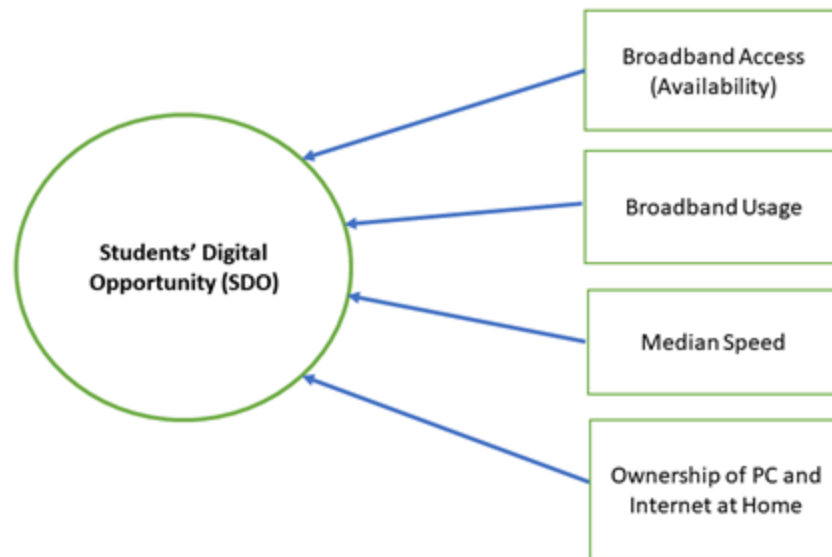 Broadband Access
(Availability)
Broadband Usage
Students’ Digital
Opportunity (SDO)
Median Speed
Ownership of PC and
Internet at Home